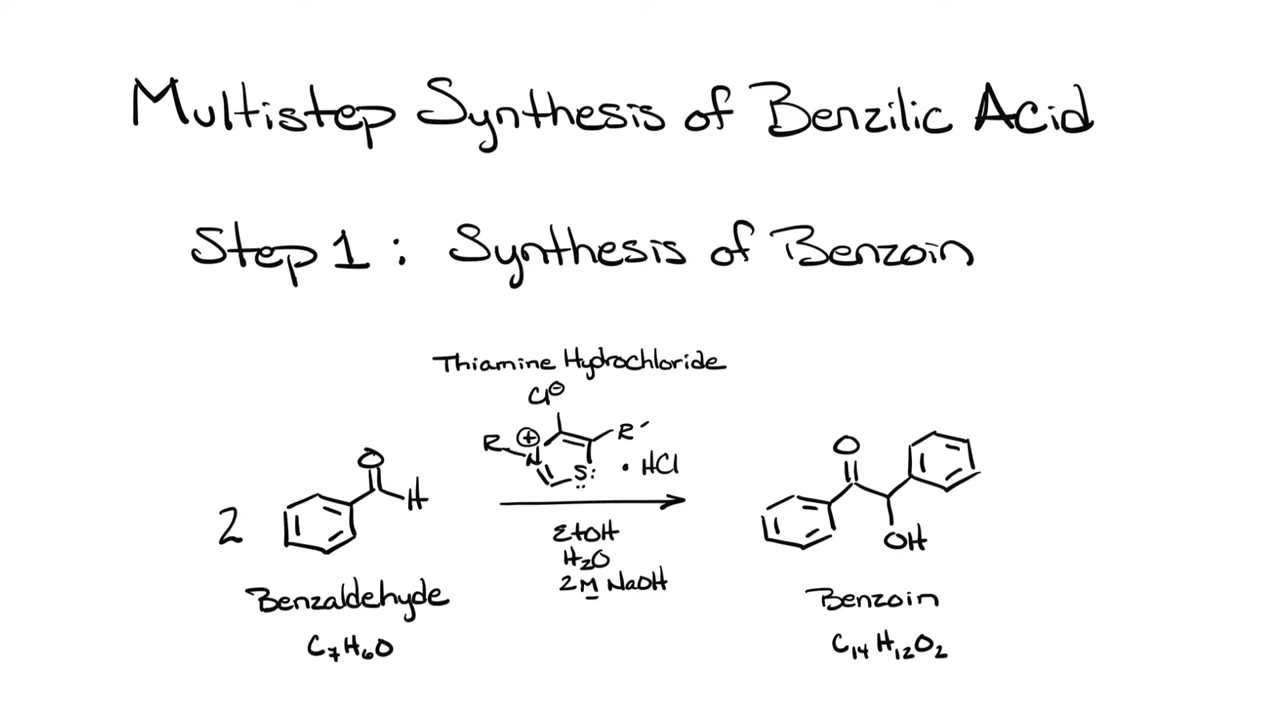 Multistep Synthesis of Benzilic Acid
Step 1: Synthesis of Benzoin
Thiamine Hydrochloride
Cl⊖
R ⊕ R´
N S: • HCl
O
H
2
EtOH
H₂O
2M NaOH
O
OH
Benzaldehyde
C₇H₆O
Benzoin
C₁₄H₁₂O₂